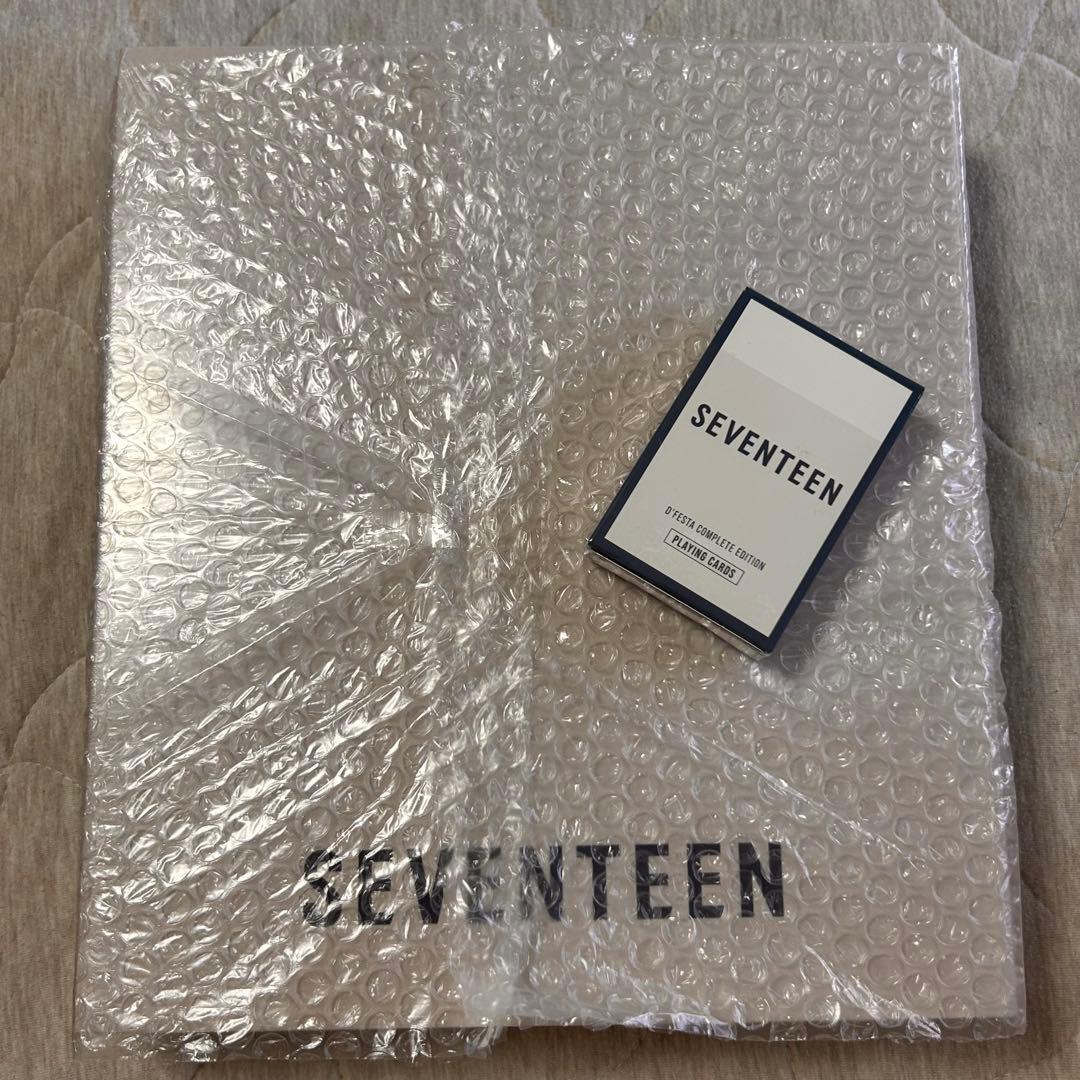 SEVENTEEN
D'FESTA COMPLETE EDITION
PLAYING CARDS
SEVENTEEN